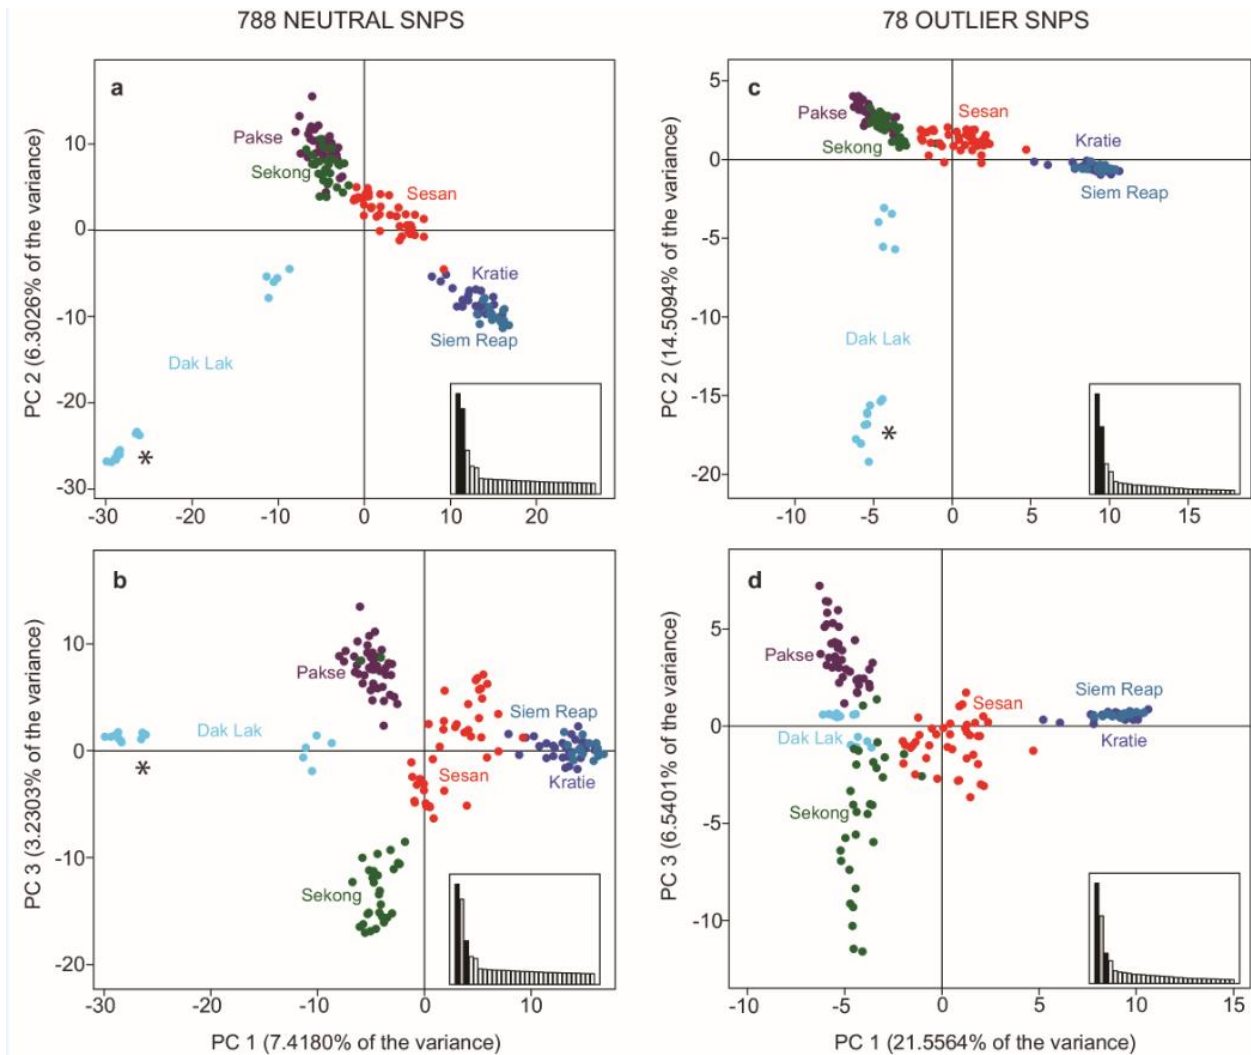 788 NEUTRAL SNPS
78 OUTLIER SNPS
a
Pakse
Sekong
Sesan
Kratie
Siem Reap
Dak Lak
*
10
0
-10
-20
-30
-30
-20
-10
0
10
20
PC 2 (6.3026% of the variance)
c
Pakse
Sekong
Sesan
Kratie
Siem Reap
Dak Lak
*
5
0
-5
-10
-15
-20
-10
-5
0
5
10
15
PC 2 (14.5094% of the variance)
b
Pakse
Dak Lak
*
Siem Reap
Sesan
Kratie
Sekong
10
0
-10
-20
-30
-20
-10
0
10
PC 3 (3.2303% of the variance)
PC 1 (7.4180% of the variance)
d
Pakse
Sesan
Siem Reap
Dak Lak
Kratie
Sekong
5
0
-5
-10
-10
-5
0
5
10
15
PC 3 (6.5401% of the variance)
PC 1 (21.5564% of the variance)